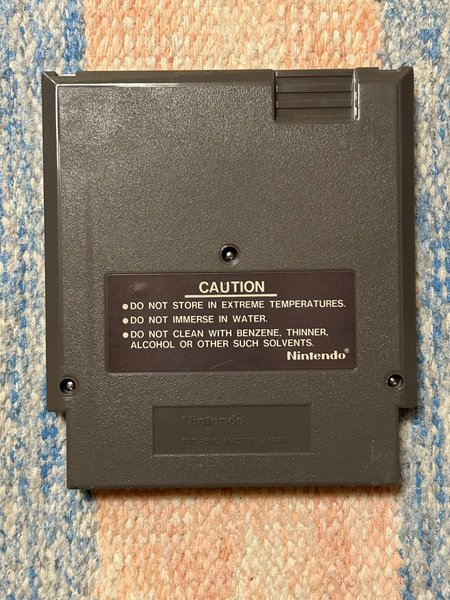 CAUTION
●DO NOT STORE IN EXTREME TEMPERATURES.
●DO NOT IMMERSE IN WATER.
●DO NOT CLEAN WITH BENZENE, THINNER,
ALCOHOL OR OTHER SUCH SOLVENTS.
Nintendo®
Nintendo
PAT. PEND. MADE IN JAPAN